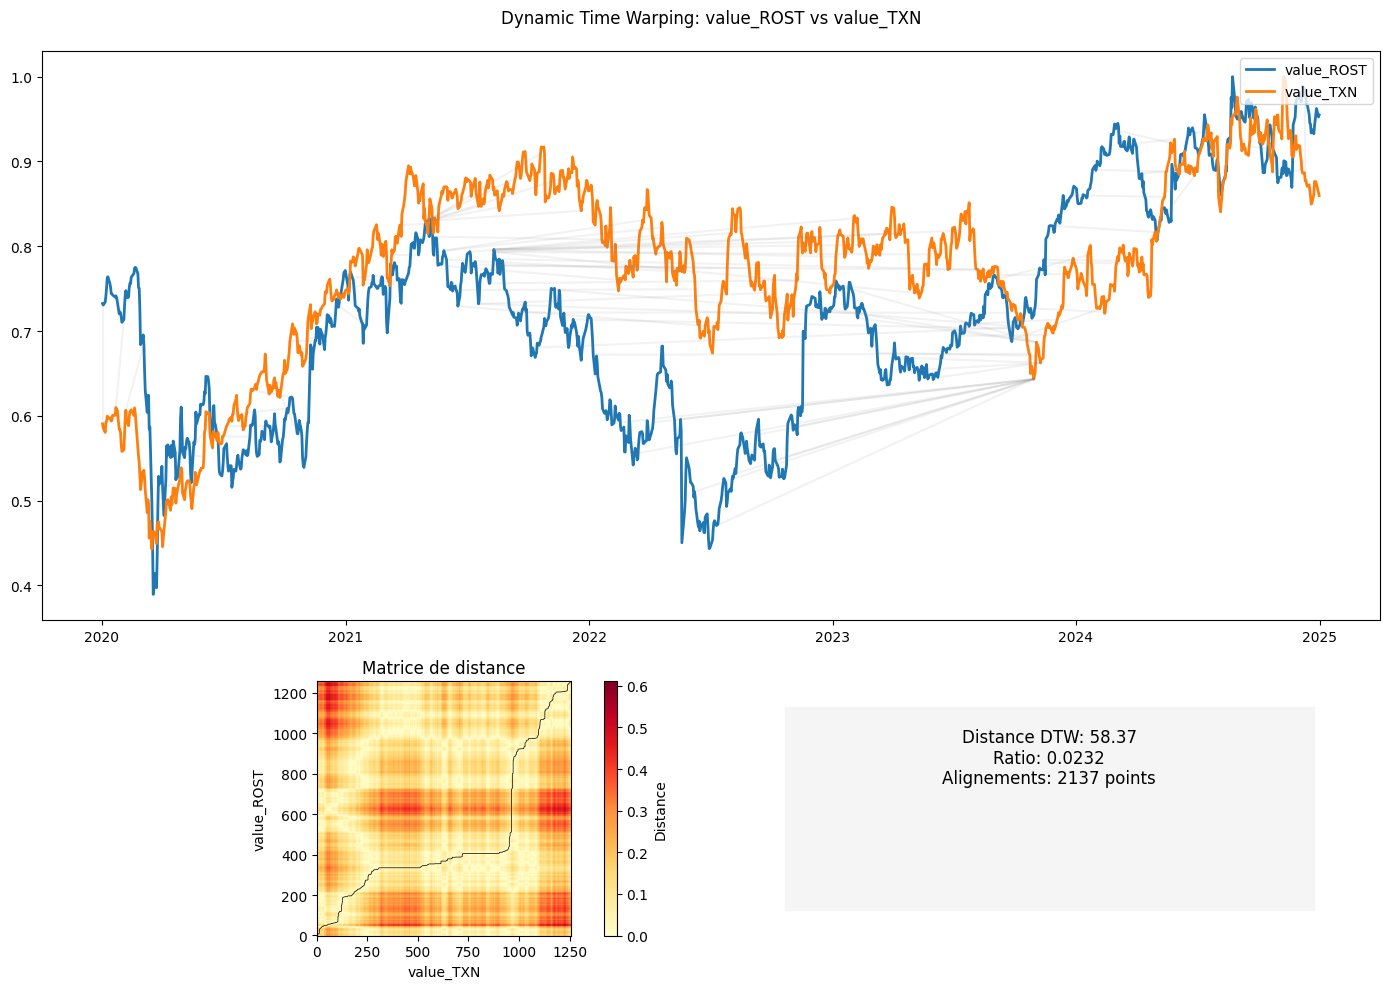 Dynamic Time Warping: value_ROST vs value_TXN
1.0
0.9
0.8
0.7
0.6
0.5
0.4
value_ROST
value_TXN
2020 2021 2022 2023 2024 2025
Matrice de distance
1200
1000
800
600
400
200
0
value_ROST
0 250 500 750 1000 1250
value_TXN
0.6
0.5
0.4
0.3
0.2
0.1
0.0
Distance
Distance DTW: 58.37
Ratio: 0.0232
Alignements: 2137 points